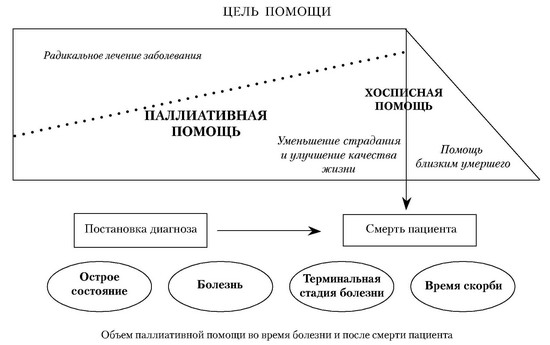 ЦЕЛЬ ПОМОЩИ
Радикальное лечение заболевания
ХОСПИСНАЯ
ПОМОЩЬ
ПАЛЛИАТИВНАЯ
ПОМОЩЬ
Уменьшение страдания
и улучшение качества
жизни
Помощь
близким умершего
Постановка диагноза
Смерть пациента
Острое
состояние
Болезнь
Терминальная
стадия болезни
Время скорби
Объем паллиативной помощи во время болезни и после смерти пациента